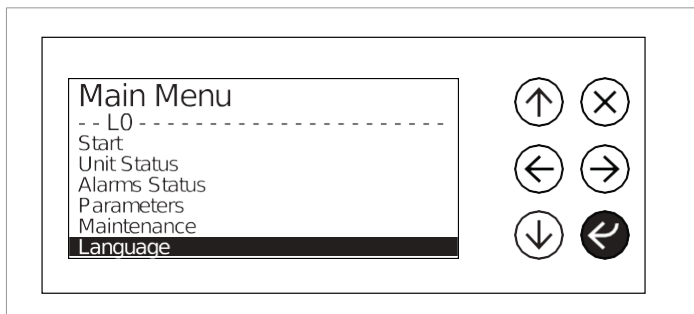 Main Menu
- - L0 - - - - - - - - - - - - - - - - - - - - - -
Start
Unit Status
Alarms Status
Parameters
Maintenance
Language